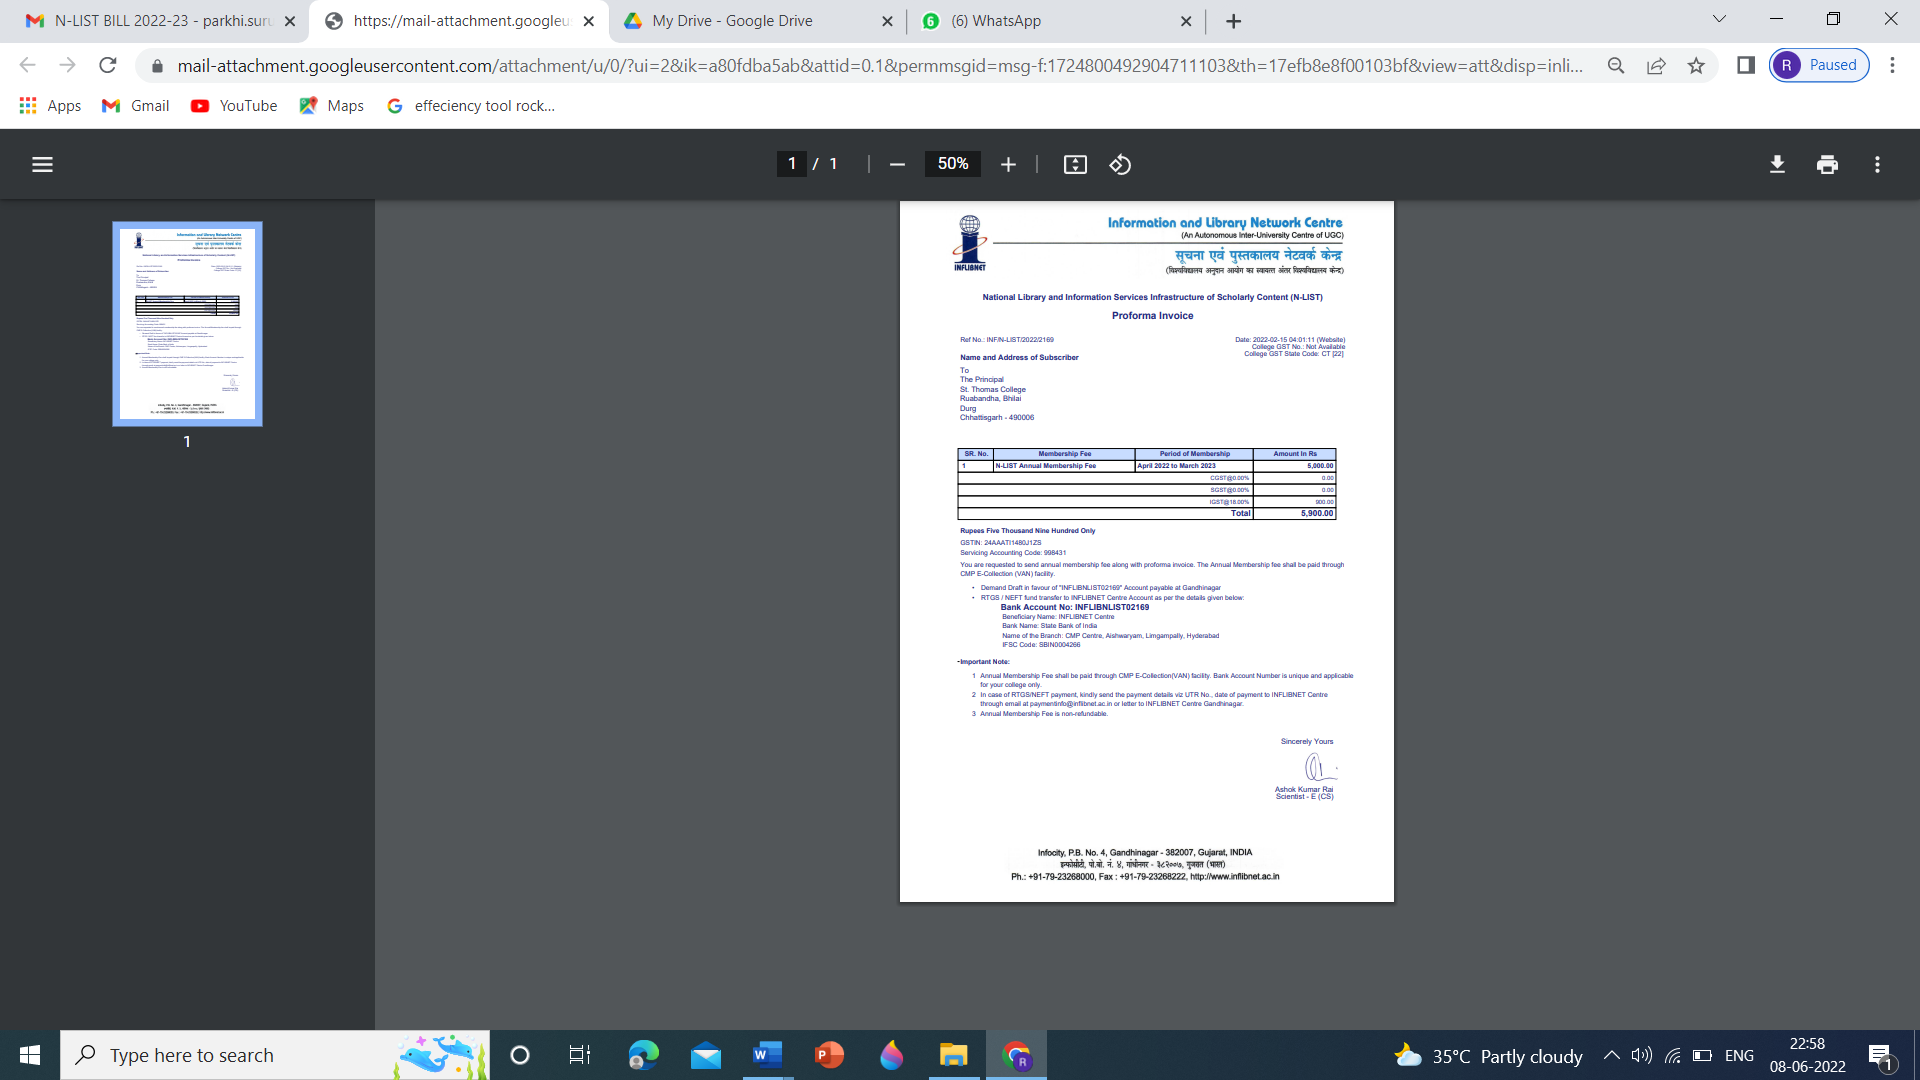 N-LIST BILL 2022-23 - parkhi.suru
https://mail-attachment.googleu
My Drive - Google Drive
(6) WhatsApp
mail-attachment.googleusercontent.com/attachment/u/0/?ui=2&ik=a80fdba5ab&attid=0.1&permmsgid=msg-f:1724800492904711103&th=17efb8e8f00103bf&view=att&disp=inli...
R Paused
Apps Gmail YouTube Maps effeciency tool rock...
1 / 1 50%
1
INFLIBNET
Information and Library Network Centre
(An Autonomous Inter-University Centre of UGC)
सूचना एवं पुस्तकालय नेटवर्क केन्द्र
(विश्वविद्यालय अनुदान आयोग का स्वायत्त अंतर विश्वविद्यालय केन्द्र)
National Library and Information Services Infrastructure of Scholarly Content (N-LIST)
Proforma Invoice
Ref No.: INF/N-LIST/2022/2169
Date: 2022-02-15 04:01:11 (Website)
College GST No.: Not Available
College GST State Code: CT [22]
Name and Address of Subscriber
To
The Principal
St. Thomas College
Ruabandha, Bhilai
Durg
Chhattisgarh - 490006
SR. No. Membership Fee Period of Membership Amount In Rs
1 N-LIST Annual Membership Fee April 2022 to March 2023 5,000.00
CGST@0.00% 0.00
SGST@0.00% 0.00
IGST@18.00% 900.00
Total 5,900.00
Rupees Five Thousand Nine Hundred Only
GSTIN: 24AAATI1480J1ZS
Servicing Accounting Code: 998431
You are requested to send annual membership fee along with proforma invoice. The Annual Membership fee shall be paid through
CMP E-Collection (VAN) facility.
• Demand Draft in favour of "INFLIBNLIST02169" Account payable at Gandhinagar
• RTGS / NEFT fund transfer to INFLIBNET Centre Account as per the details given below:
Bank Account No: INFLIBNLIST02169
Beneficiary Name: INFLIBNET Centre
Bank Name: State Bank of India
Name of the Branch: CMP Centre, Aishwaryam, Limgampally, Hyderabad
IFSC Code: SBIN0004266
-Important Note:
1 Annual Membership Fee shall be paid through CMP E-Collection(VAN) facility. Bank Account Number is unique and applicable
for your college only.
2 In case of RTGS/NEFT payment, kindly send the payment details viz UTR No., date of payment to INFLIBNET Centre
through email at paymentinfo@inflibnet.ac.in or letter to INFLIBNET Centre Gandhinagar.
3 Annual Membership Fee is non-refundable.
Sincerely Yours
Ashok Kumar Rai
Scientist - E (CS)
Infocity, P.B. No. 4, Gandhinagar - 382007, Gujarat, INDIA
इन्फोसीटी, पो.बो. नं. ४, गांधीनगर - ३८२००७, गुजरात (भारत)
Ph.: +91-79-23268000, Fax : +91-79-23268222, http://www.inflibnet.ac.in
Type here to search
35°C Partly cloudy
ENG
22:58
08-06-2022
1